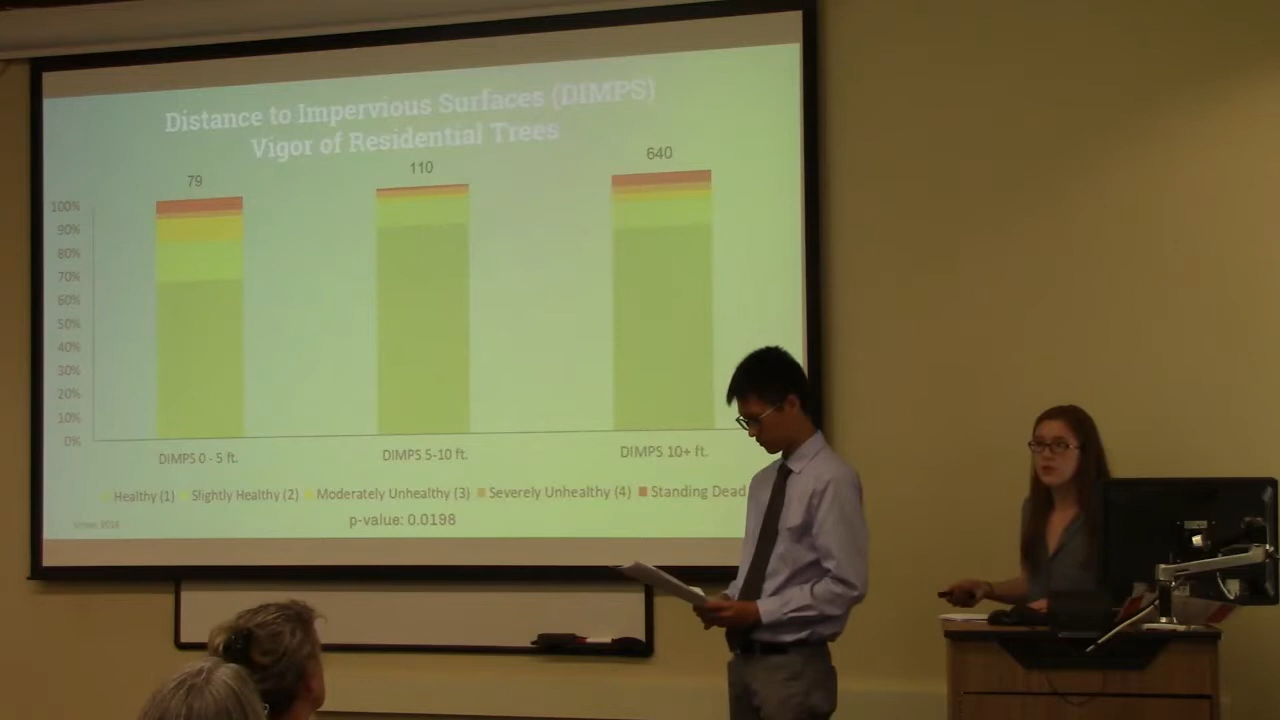 Distance to Impervious Surfaces (DIMPS)
Vigor of Residential Trees
79
110
640
100%
90%
80%
70%
60%
50%
40%
30%
20%
10%
0%
DIMPS 0 - 5 ft.
DIMPS 5-10 ft.
DIMPS 10+ ft.
Healthy (1) Slightly Healthy (2) Moderately Unhealthy (3) Severely Unhealthy (4) Standing Dead
p-value: 0.0198